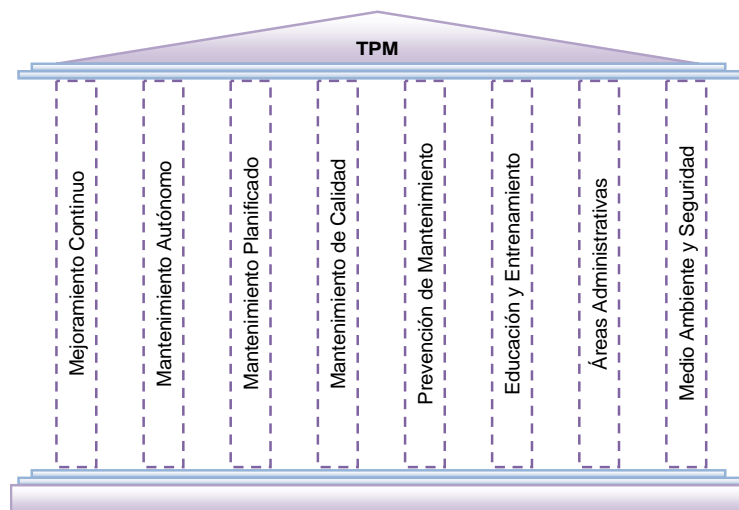 TPM
Mejoramiento Continuo
Mantenimiento Autónomo
Mantenimiento Planificado
Mantenimiento de Calidad
Prevención de Mantenimiento
Educación y Entrenamiento
Áreas Administrativas
Medio Ambiente y Seguridad